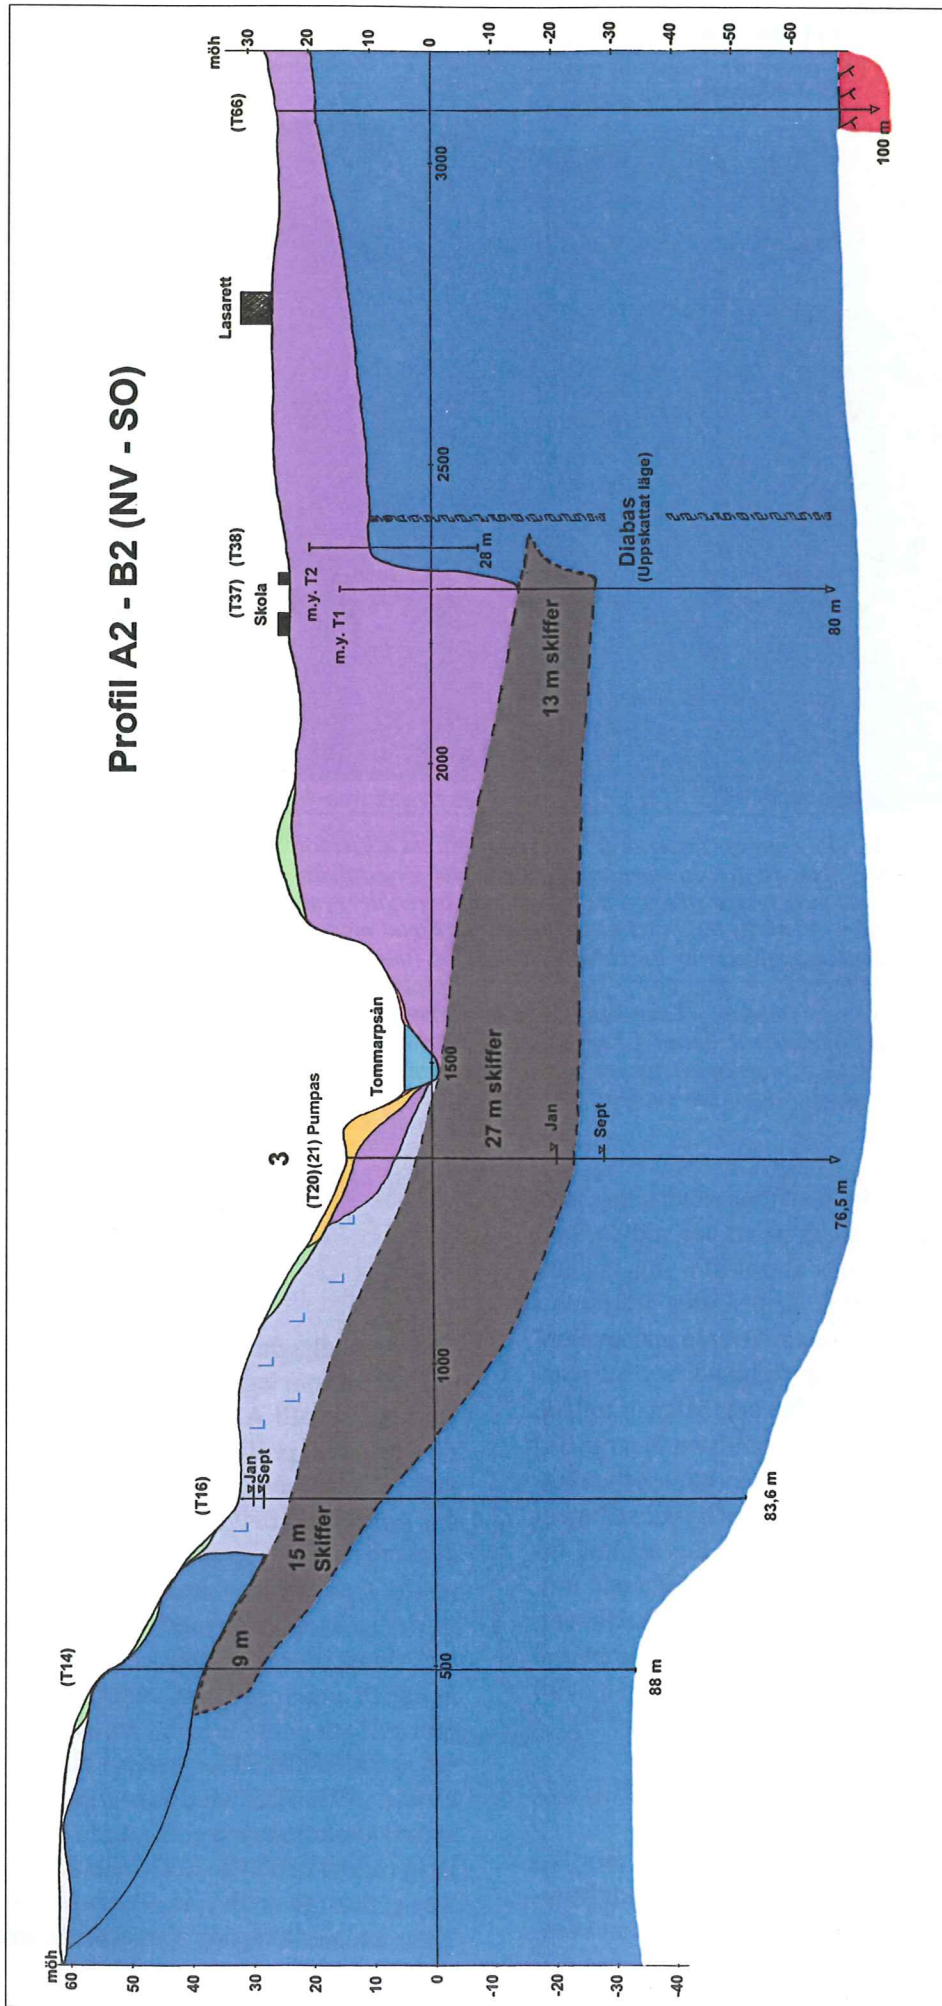 Profil A2 - B2 (NV - SO)
möh
60
50
40
30
20
10
0
-10
-20
-30
-40
(T14)
(T16)
Jan
Sept
3
(T20)(21) Pumpas
Tommarpsån
(T37) (T38)
Skola
m.y. T1
m.y. T2
Lasarett
(T66)
möh
30
20
10
0
-10
-20
-30
-40
-50
-60
500
1000
1500
2000
2500
3000
9 m
15 m
Skiffer
27 m skiffer
13 m skiffer
Jan
Sept
28 m
Diabas
(Uppskattat läge)
88 m
83,6 m
76,5 m
80 m
100 m